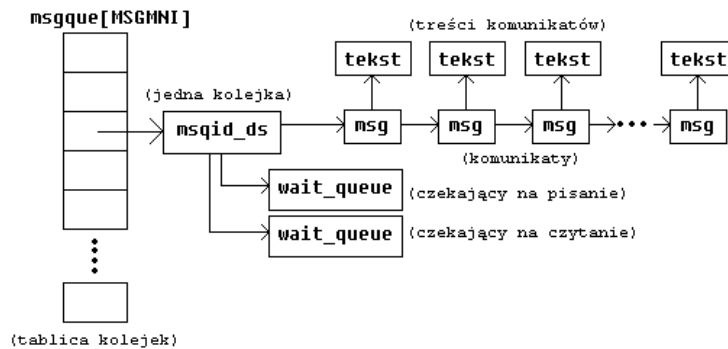 msgque[MSGMNI]
(treści komunikatów)
tekst tekst tekst tekst
(jedna kolejka)
msqid_ds msg msg msg msg
(komunikaty)
wait_queue (czekający na pisanie)
wait_queue (czekający na czytanie)
(tablica kolejek)